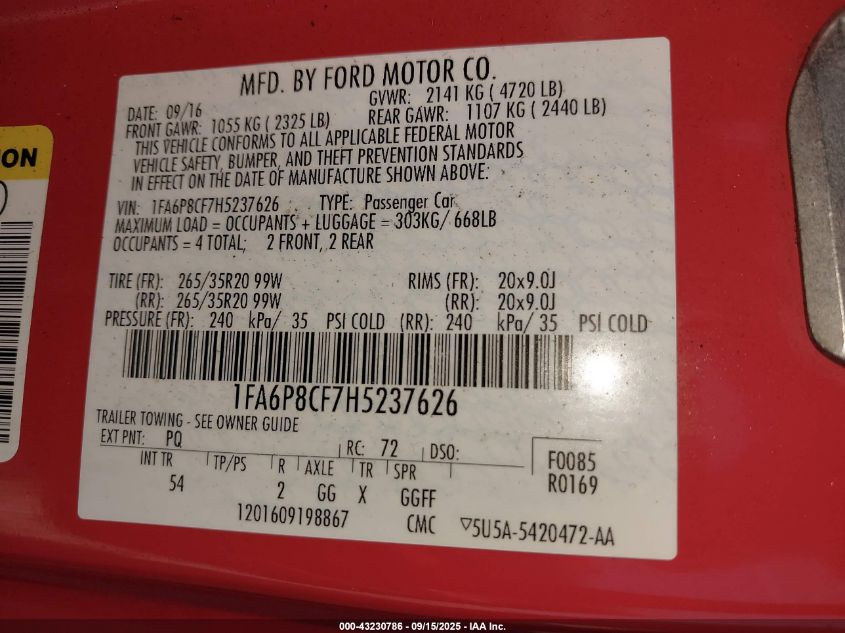 MFD. BY FORD MOTOR CO.
DATE: 09/16 GVWR: 2141 KG ( 4720 LB)
FRONT GAWR: 1055 KG ( 2325 LB) REAR GAWR: 1107 KG ( 2440 LB)
THIS VEHICLE CONFORMS TO ALL APPLICABLE FEDERAL MOTOR
VEHICLE SAFETY, BUMPER, AND THEFT PREVENTION STANDARDS
IN EFFECT ON THE DATE OF MANUFACTURE SHOWN ABOVE:
VIN: 1FA6P8CF7H5237626 TYPE: Passenger Car
MAXIMUM LOAD = OCCUPANTS + LUGGAGE = 303KG/ 668LB
OCCUPANTS = 4 TOTAL; 2 FRONT, 2 REAR
TIRE (FR): 265/35R20 99W RIMS (FR): 20x9.0J
(RR): 265/35R20 99W (RR): 20x9.0J
PRESSURE (FR): 240 kPa/ 35 PSI COLD (RR): 240 kPa/ 35 PSI COLD
1FA6P8CF7H5237626
TRAILER TOWING - SEE OWNER GUIDE
EXT PNT: PQ RC: 72 DSO:
INT TR TP/PS R AXLE TR SPR
54 2 GG X GGFF
F0085
R0169
1201609198867 CMC ▽5U5A-5420472-AA
ION
000-43230786 - 09/15/2025 - IAA Inc.